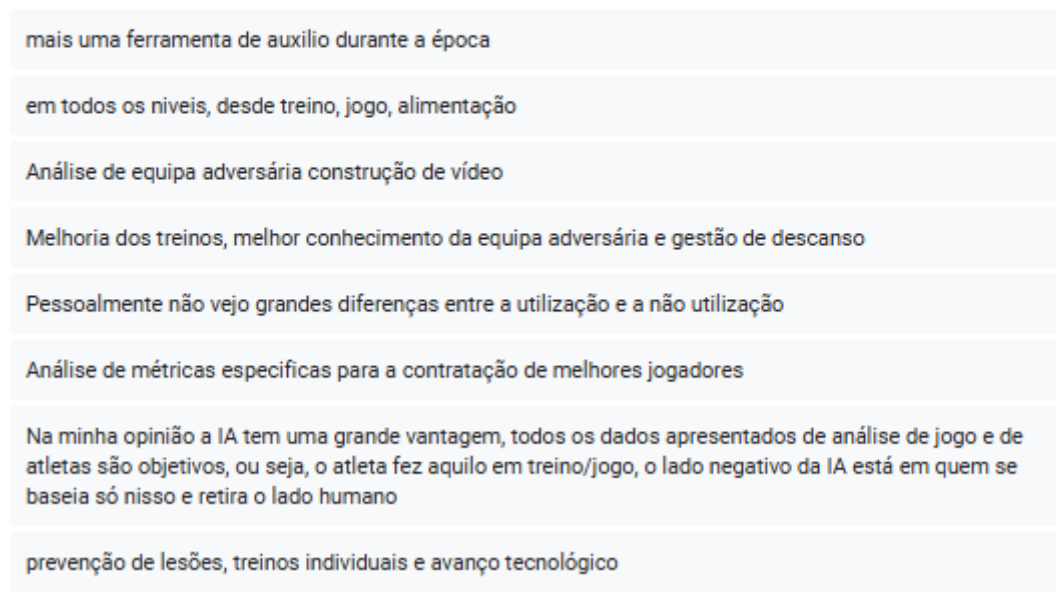 mais uma ferramenta de auxilio durante a época
em todos os niveis, desde treino, jogo, alimentação
Análise de equipa adversária construção de vídeo
Melhoria dos treinos, melhor conhecimento da equipa adversária e gestão de descanso
Pessoalmente não vejo grandes diferenças entre a utilização e a não utilização
Análise de métricas especificas para a contratação de melhores jogadores
Na minha opinião a IA tem uma grande vantagem, todos os dados apresentados de análise de jogo e de
atletas são objetivos, ou seja, o atleta fez aquilo em treino/jogo, o lado negativo da IA está em quem se
baseia só nisso e retira o lado humano
prevenção de lesões, treinos individuais e avanço tecnológico